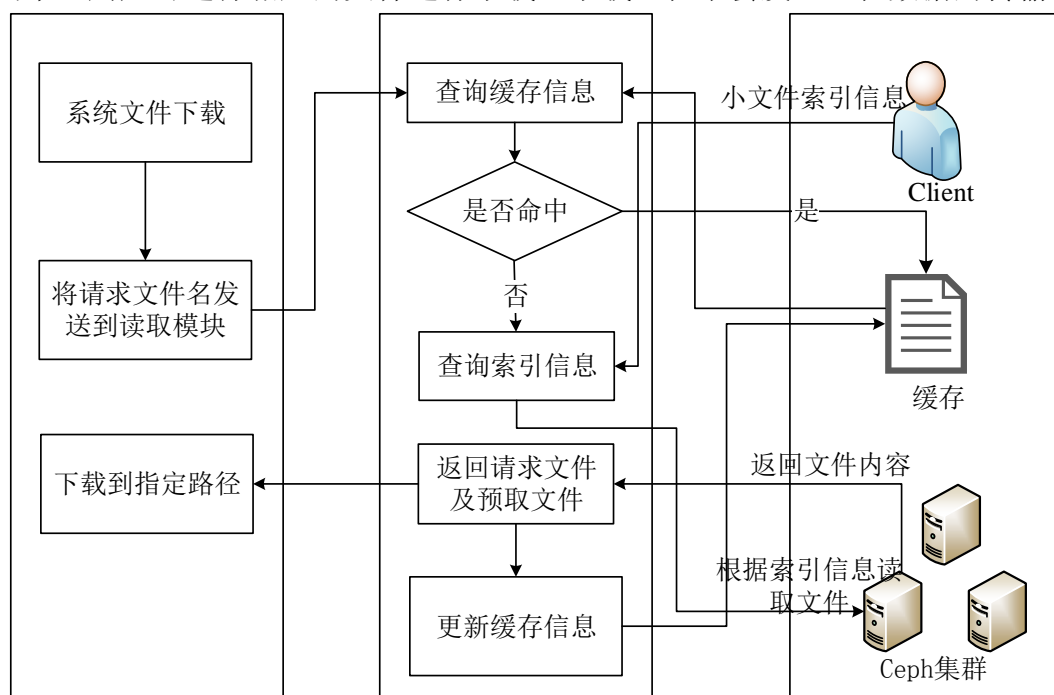 系统文件下载
将请求文件名发
送到读取模块
下载到指定路径
查询缓存信息
是否命中
是
否
查询索引信息
返回请求文件
及预取文件
更新缓存信息
小文件索引信息
Client
缓存
返回文件内容
根据索引信息读
取文件
Ceph集群